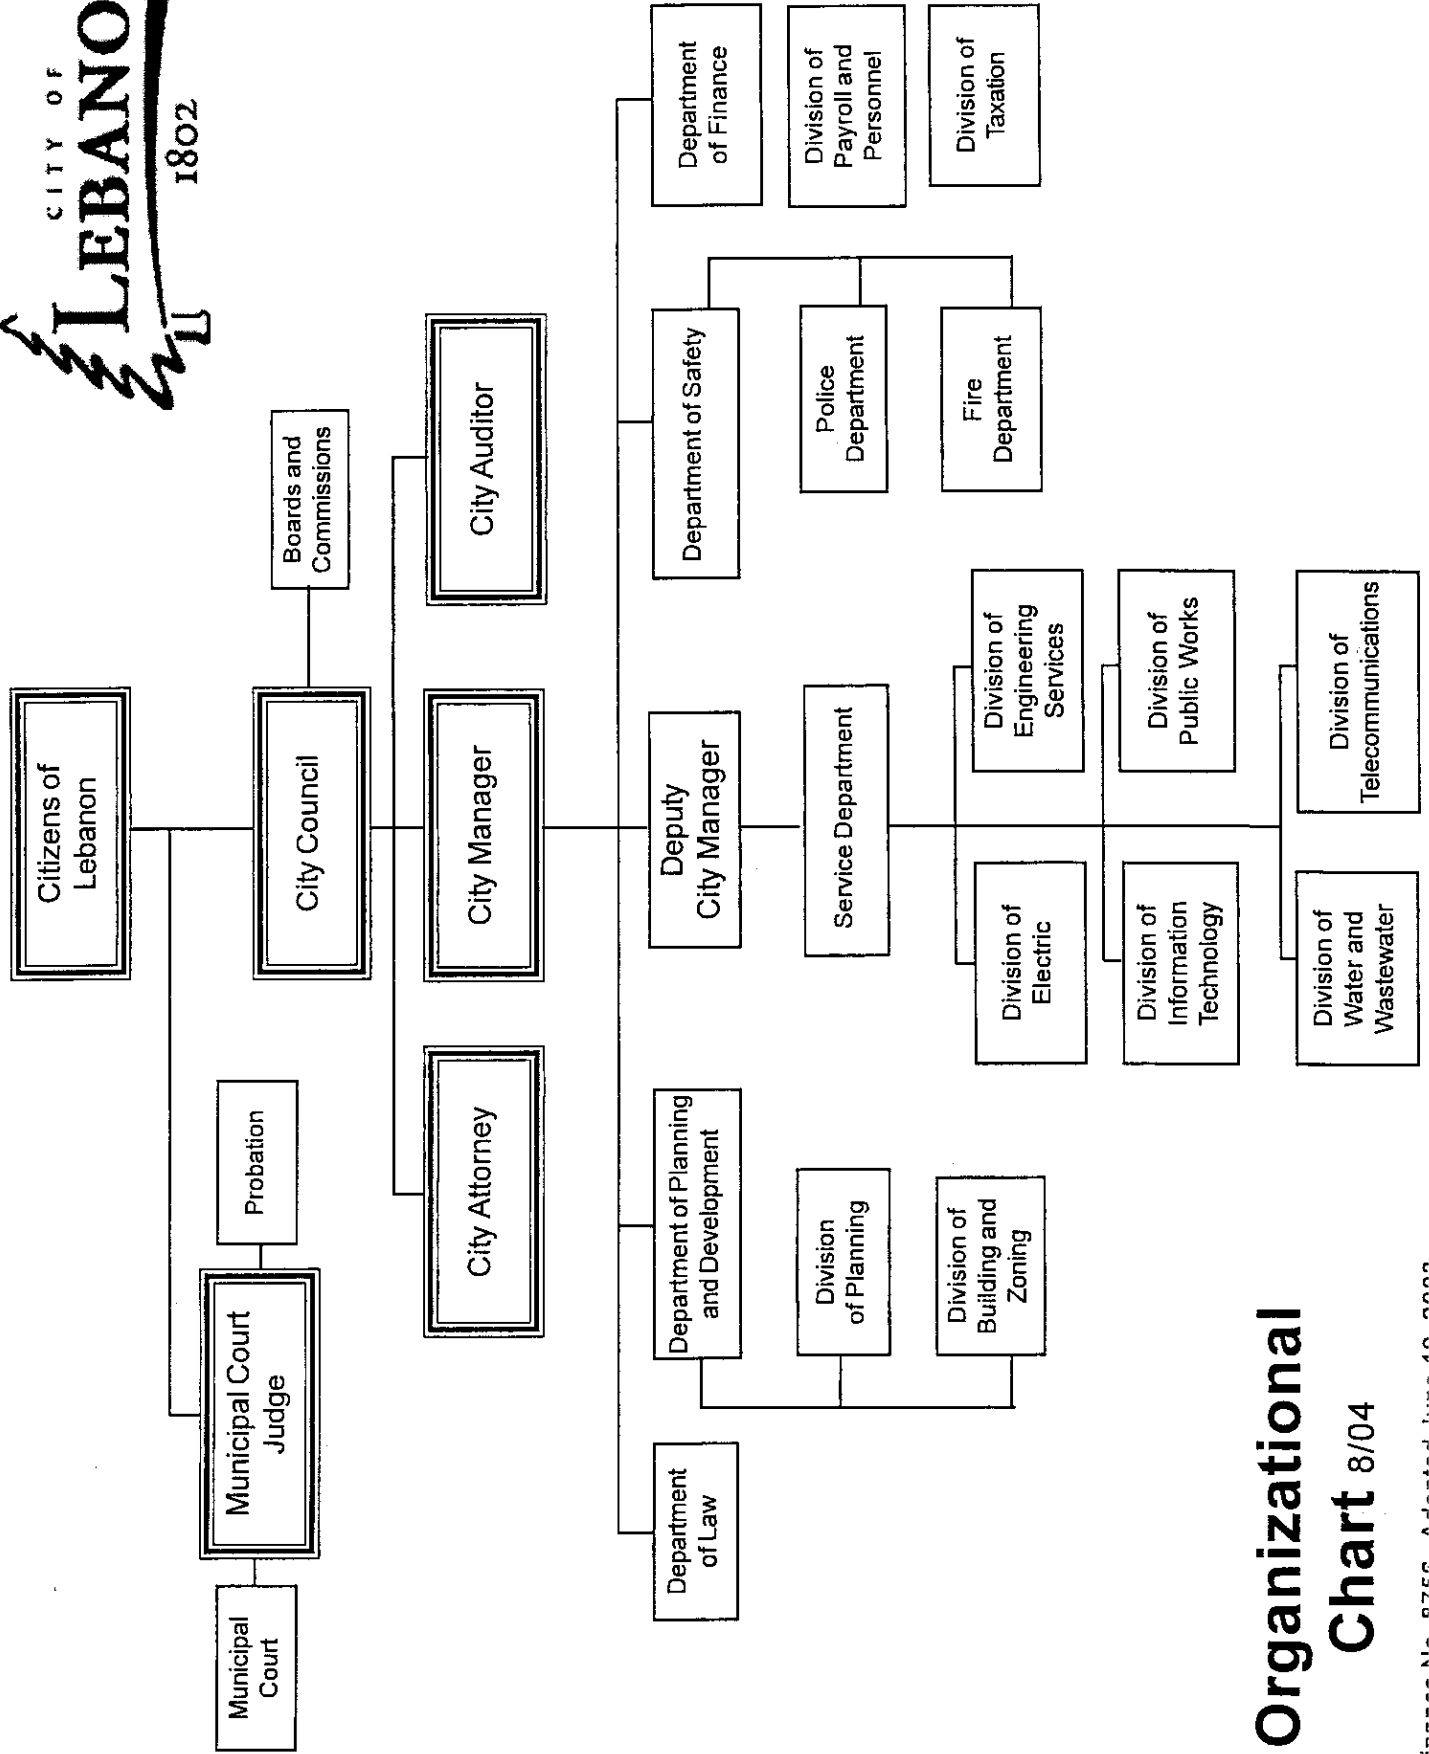 CITY OF
LEBANO
1802
Citizens of
Lebanon
Municipal Court
Judge
Municipal
Court
Probation
City Council
Boards and
Commissions
City Attorney
City Manager
City Auditor
Department
of Law
Department of Planning
and Development
Deputy
City Manager
Department of Safety
Department
of Finance
Division
of Planning
Service Department
Police
Department
Division of
Payroll and
Personnel
Division of
Building and
Zoning
Division of
Electric
Division of
Engineering
Services
Fire
Department
Division of
Taxation
Division of
Information
Technology
Division of
Public Works
Division of
Water and
Wastewater
Division of
Telecommunications
Organizational
Chart 8/04